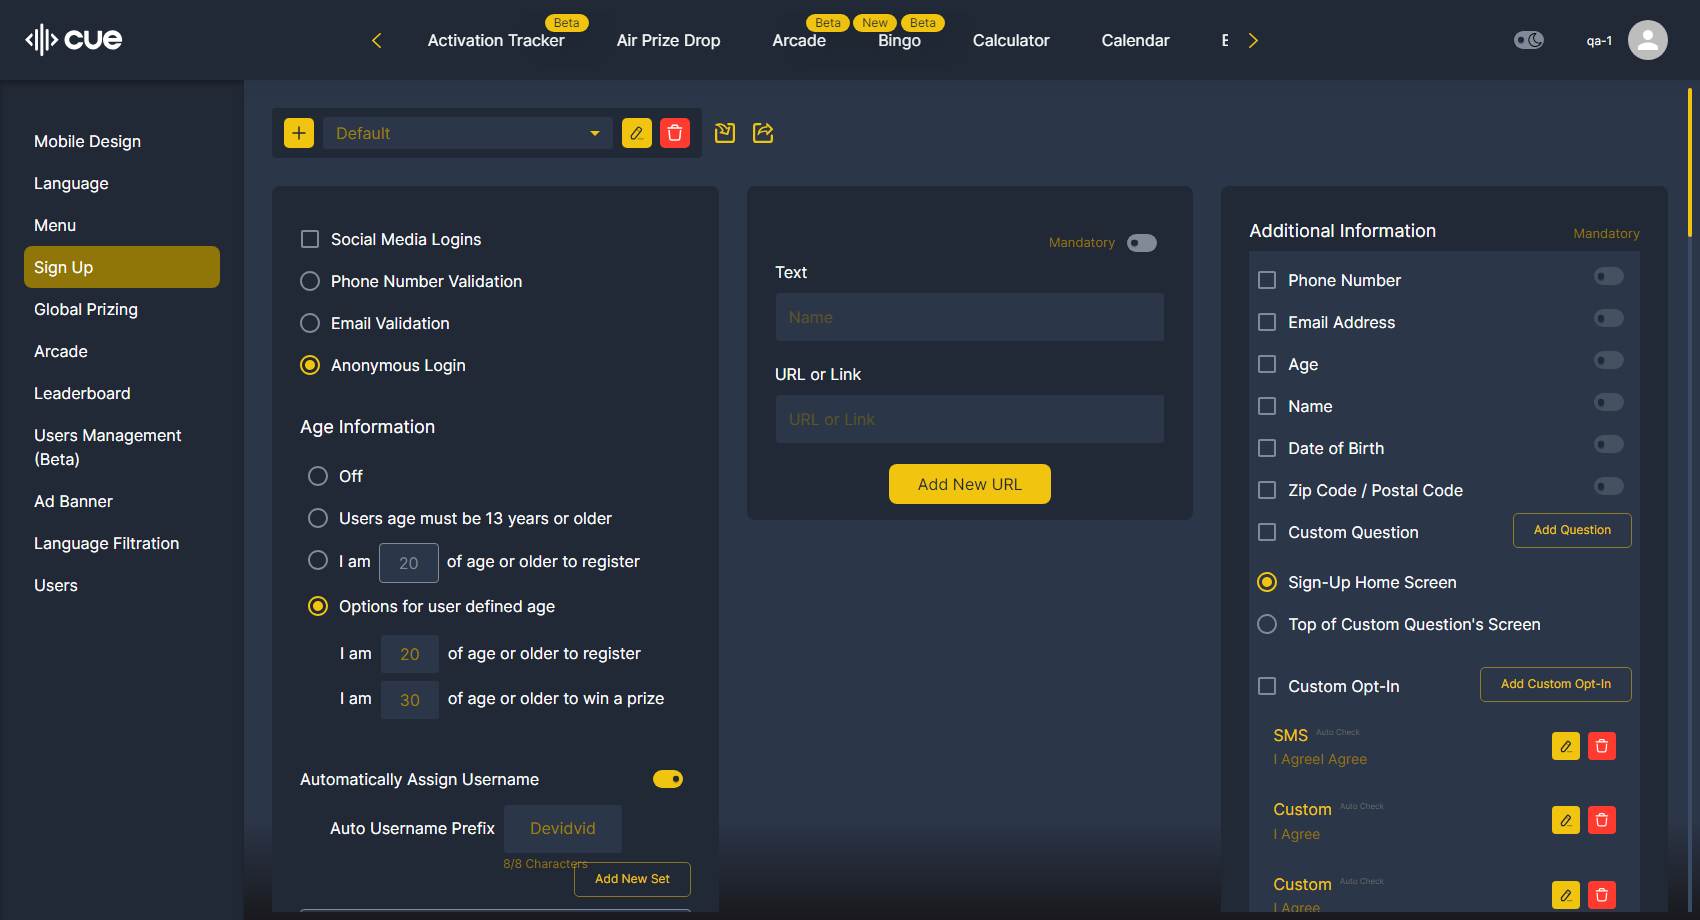 cue
Activation Tracker
Beta
Air Prize Drop
Arcade
Beta
Bingo
New
Beta
Calculator
Calendar
qa-1
Mobile Design
Language
Menu
Sign Up
Global Prizing
Arcade
Leaderboard
Users Management
(Beta)
Ad Banner
Language Filtration
Users
Default
Social Media Logins
Phone Number Validation
Email Validation
Anonymous Login
Age Information
Off
Users age must be 13 years or older
I am 20 of age or older to register
Options for user defined age
I am 20 of age or older to register
I am 30 of age or older to win a prize
Automatically Assign Username
Auto Username Prefix Devidvid
8/8 Characters
Add New Set
Mandatory
Text
Name
URL or Link
URL or Link
Add New URL
Additional Information Mandatory
Phone Number
Email Address
Age
Name
Date of Birth
Zip Code / Postal Code
Custom Question Add Question
Sign-Up Home Screen
Top of Custom Question's Screen
Custom Opt-In Add Custom Opt-In
SMS Auto Check
I AgreeI Agree
Custom Auto Check
I Agree
Custom Auto Check
I Agree